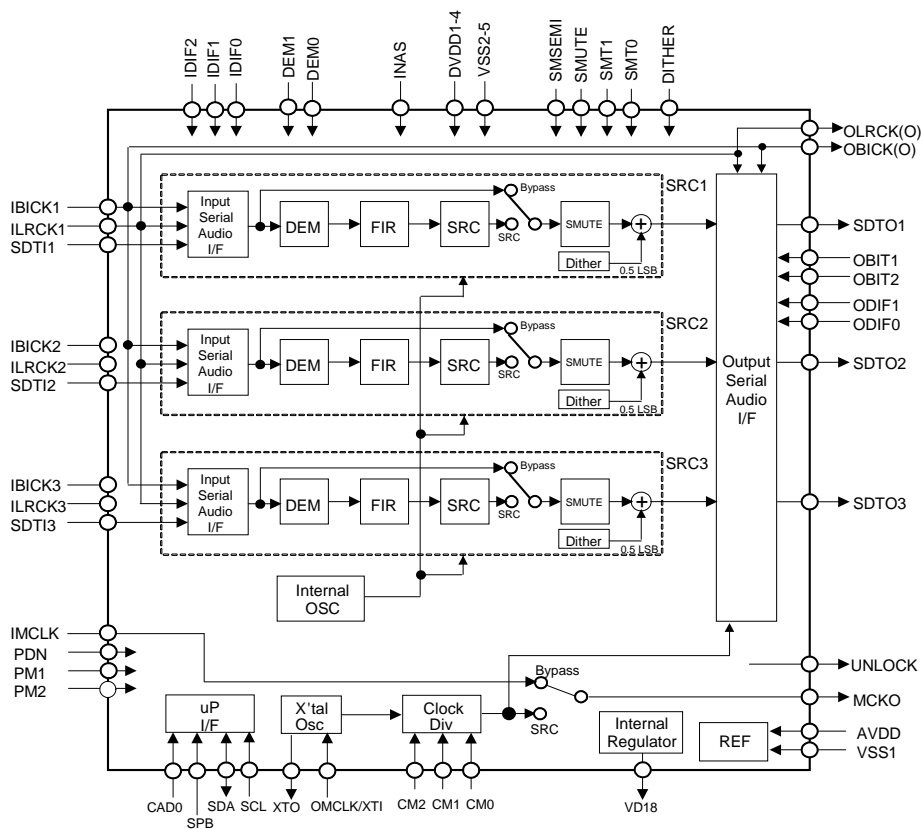 IDIF2
IDIF1
IDIF0
DEM1
DEM0
INAS
DVDD1-4
VSS2-5
SMSEMI
SMUTE
SMT1
SMT0
DITHER
OLRCK(O)
OBICK(O)
IBICK1
ILRCK1
SDTI1
Input
Serial
Audio
I/F
DEM
FIR
SRC
Bypass
SRC
SMUTE
Dither
0.5 LSB
SRC1
SDTO1
OBIT1
OBIT2
ODIF1
ODIF0
IBICK2
ILRCK2
SDTI2
Input
Serial
Audio
I/F
DEM
FIR
SRC
Bypass
SRC
SMUTE
Dither
0.5 LSB
SRC2
Output
Serial
Audio
I/F
SDTO2
IBICK3
ILRCK3
SDTI3
Input
Serial
Audio
I/F
DEM
FIR
SRC
Bypass
SRC
SMUTE
Dither
0.5 LSB
SRC3
SDTO3
Internal
OSC
IMCLK
PDN
PM1
PM2
uP
I/F
X'tal
Osc
Clock
Div
Bypass
SRC
Internal
Regulator
REF
UNLOCK
MCKO
AVDD
VSS1
CAD0
SPB
SDA
SCL
XTO
OMCLK/XTI
CM2
CM1
CM0
VD18